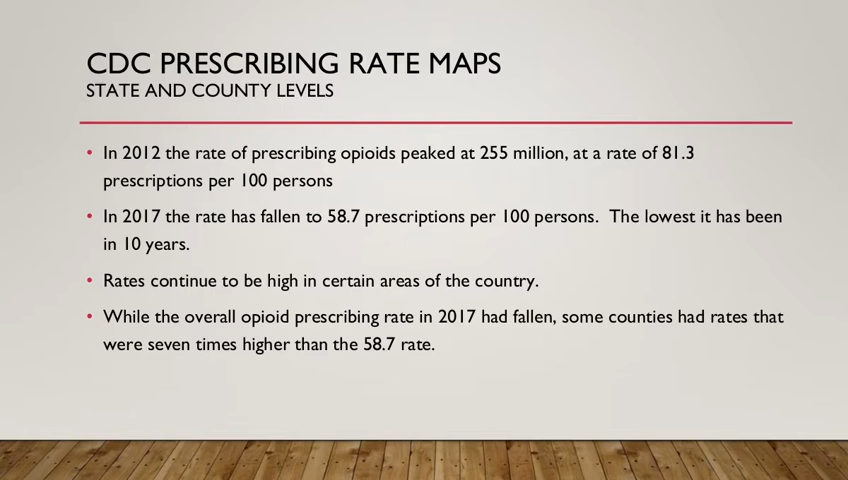 CDC PRESCRIBING RATE MAPS
STATE AND COUNTY LEVELS
• In 2012 the rate of prescribing opioids peaked at 255 million, at a rate of 81.3
prescriptions per 100 persons
• In 2017 the rate has fallen to 58.7 prescriptions per 100 persons.  The lowest it has been
in 10 years.
• Rates continue to be high in certain areas of the country.
• While the overall opioid prescribing rate in 2017 had fallen, some counties had rates that
were seven times higher than the 58.7 rate.